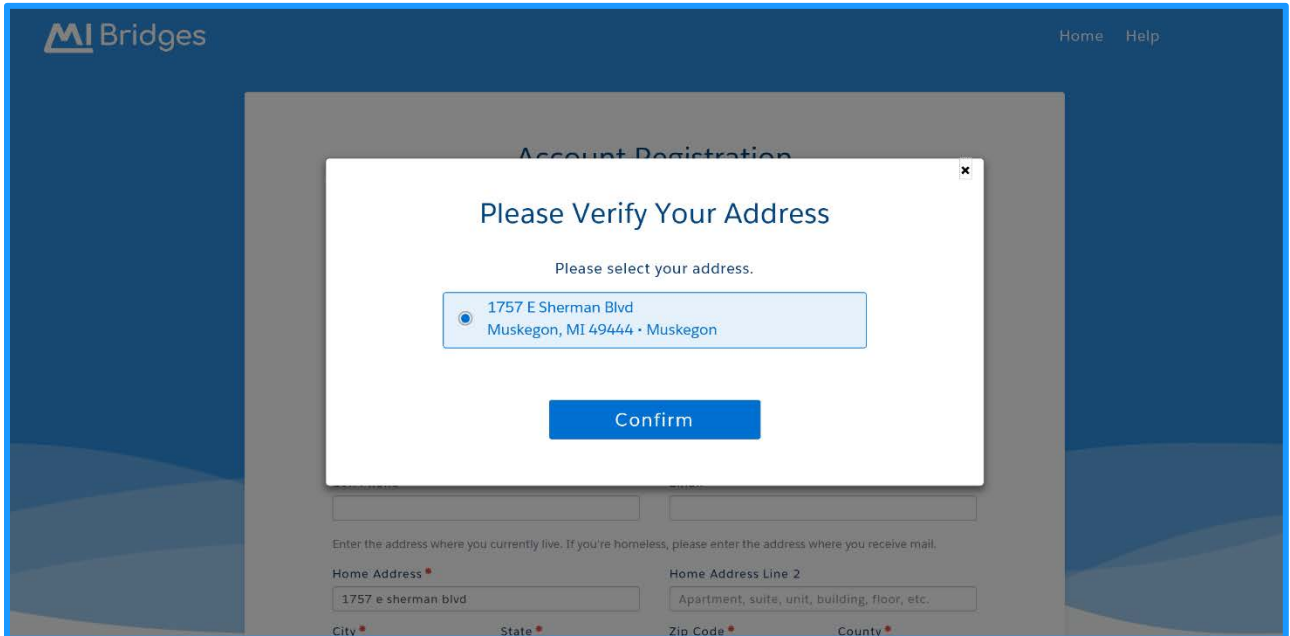 MI Bridges
Home Help
Account Registration
Please Verify Your Address
Please select your address.
1757 E Sherman Blvd
Muskegon, MI 49444 • Muskegon
Confirm
Enter the address where you currently live. If you're homeless, please enter the address where you receive mail.
Home Address * Home Address Line 2
1757 e sherman blvd Apartment, suite, unit, building, floor, etc.
City * State * Zip Code * County *